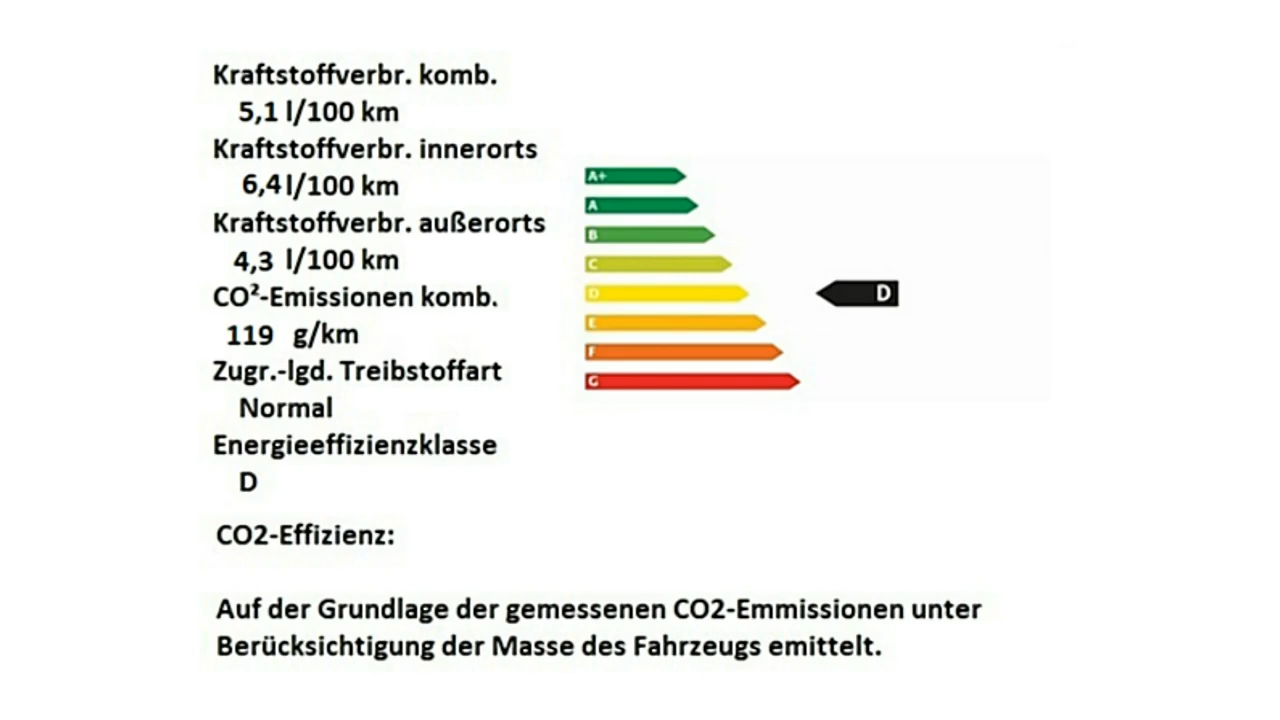 Kraftstoffverbr. komb.
5,1 l/100 km
Kraftstoffverbr. innerorts
6,4 l/100 km
Kraftstoffverbr. außerorts
4,3 l/100 km
CO²-Emissionen komb.
119 g/km
Zugr.-lgd. Treibstoffart
Normal
Energieeffizienzklasse
D
A+
A
B
C
D
E
F
G
D
CO2-Effizienz:
Auf der Grundlage der gemessenen CO2-Emmissionen unter
Berücksichtigung der Masse des Fahrzeugs emittelt.